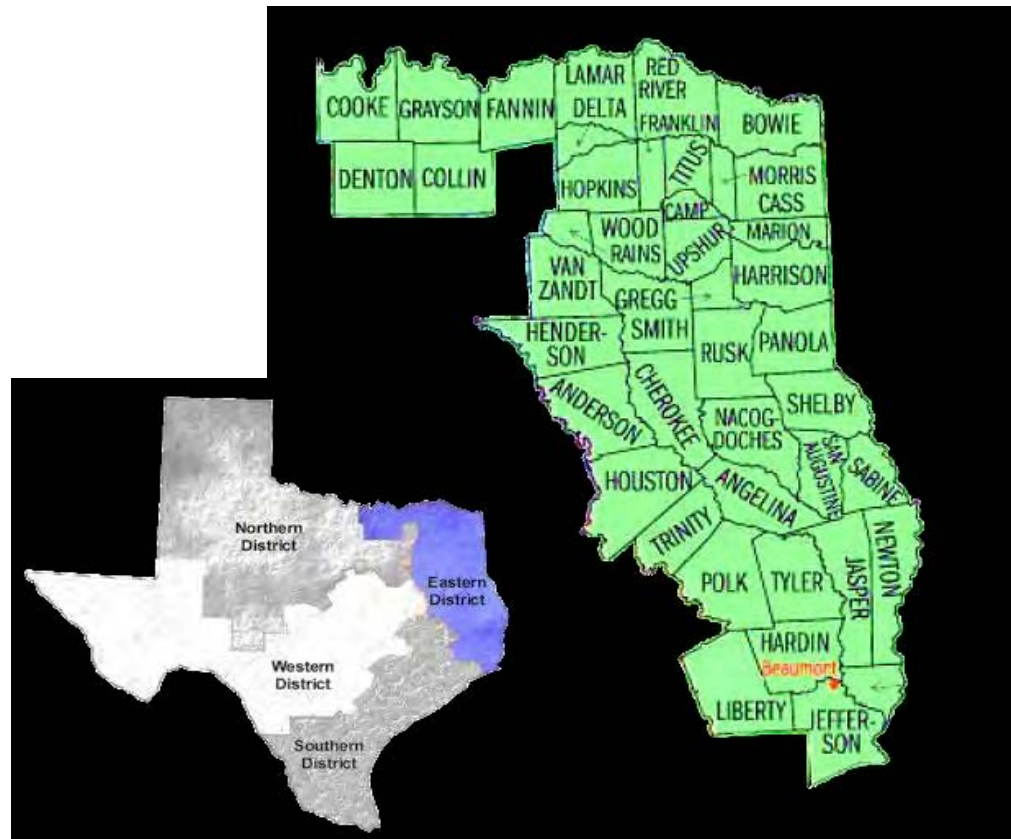 LAMAR
RED
RIVER
COOKE
GRAYSON
FANNIN
DELTA
FRANKLIN
BOWIE
DENTON
COLLIN
HOPKINS
TITUS
MORRIS
CASS
CAMP
WOOD
RAINS
UPSHUR
MARION
VAN
ZANDT
HARRISON
GREGG
SMITH
HENDER-
SON
RUSK
PANOLA
ANDERSON
CHEROKEE
NACOG-
DOCHES
SHELBY
SAN
AUGUSTINE
SABINE
HOUSTON
ANGELINA
TRINITY
NEWTON
JASPER
POLK
TYLER
HARDIN
Beaumont
LIBERTY
JEFFER-
SON
Northern
District
Eastern
District
Western
District
Southern
District